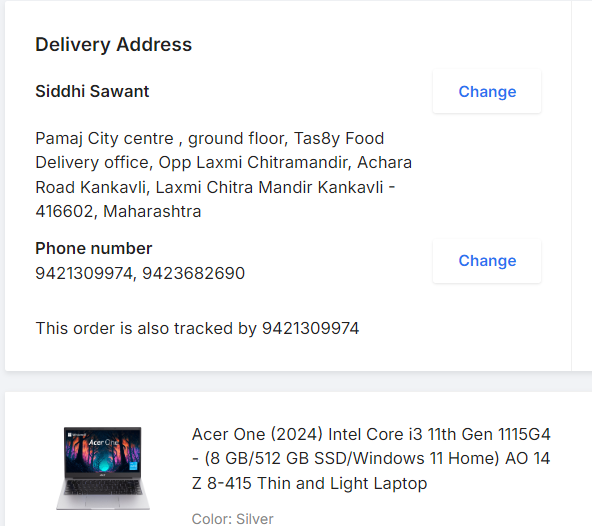 Delivery Address
Siddhi Sawant
Change
Pamaj City centre , ground floor, Tas8y Food
Delivery office, Opp Laxmi Chitramandir, Achara
Road Kankavli, Laxmi Chitra Mandir Kankavli -
416602, Maharashtra
Phone number
9421309974, 9423682690
Change
This order is also tracked by 9421309974
Acer One
Acer One (2024) Intel Core i3 11th Gen 1115G4
- (8 GB/512 GB SSD/Windows 11 Home) AO 14
Z 8-415 Thin and Light Laptop
Color: Silver